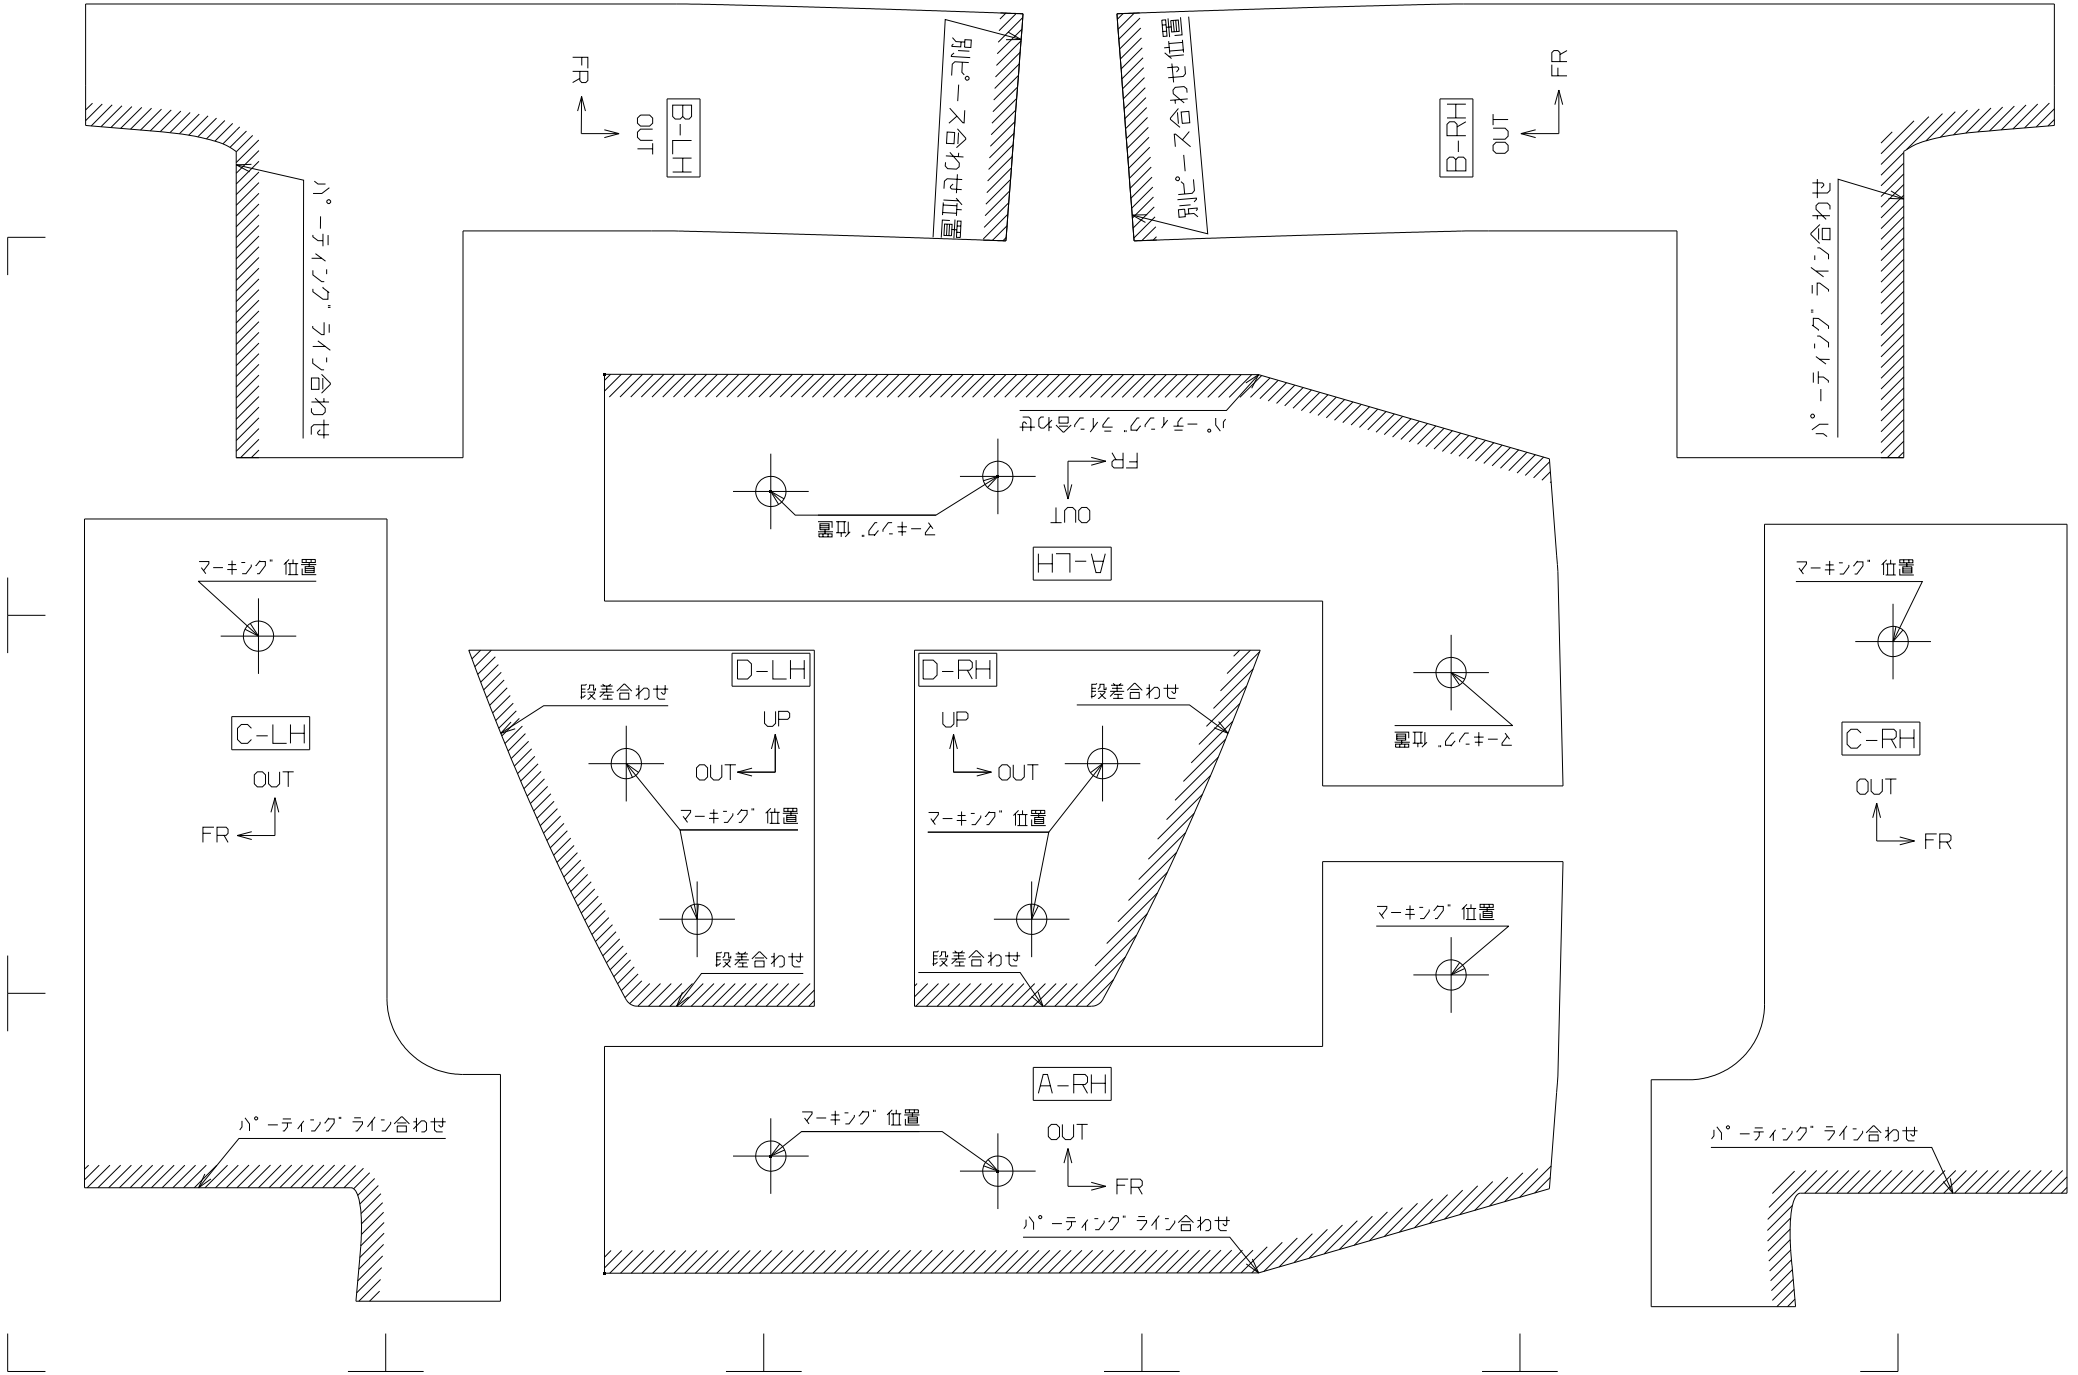 FR
OUT
B-LH
別ピース合わせ位置
パーティングライン合わせ
別ピース合わせ位置
FR
OUT
B-RH
パーティングライン合わせ
パーティングライン合わせ
FR
OUT
マーキング位置
A-LH
マーキング位置
マーキング位置
C-LH
OUT
FR
パーティングライン合わせ
D-LH
段差合わせ
UP
OUT
マーキング位置
段差合わせ
D-RH
段差合わせ
UP
OUT
マーキング位置
段差合わせ
マーキング位置
C-RH
OUT
FR
パーティングライン合わせ
マーキング位置
A-RH
マーキング位置
OUT
FR
パーティングライン合わせ